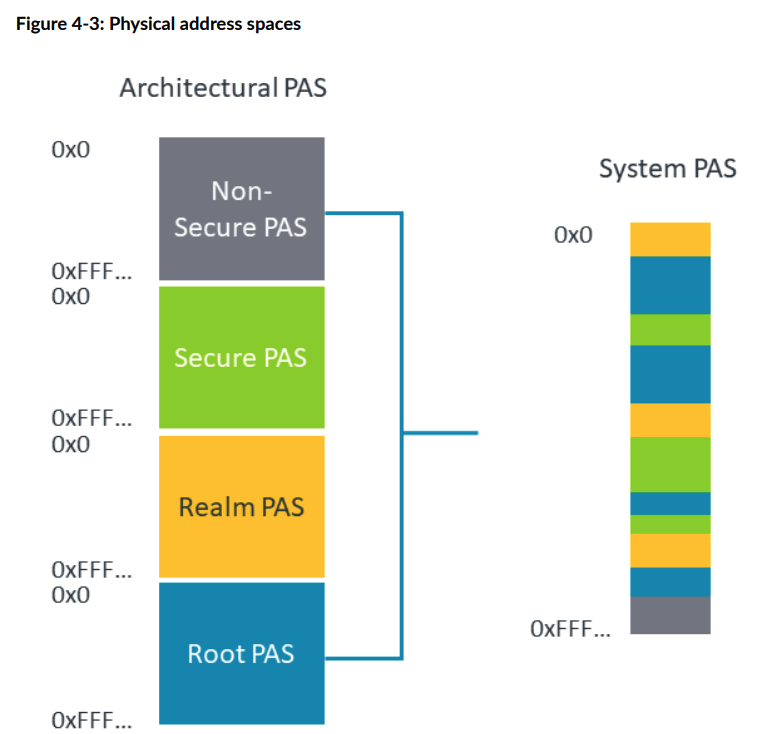 Figure 4-3: Physical address spaces
Architectural PAS
0x0
Non-
Secure PAS
0xFFF...
0x0
Secure PAS
0xFFF...
0x0
Realm PAS
0xFFF...
0x0
Root PAS
0xFFF...
System PAS
0x0
0xFFF...